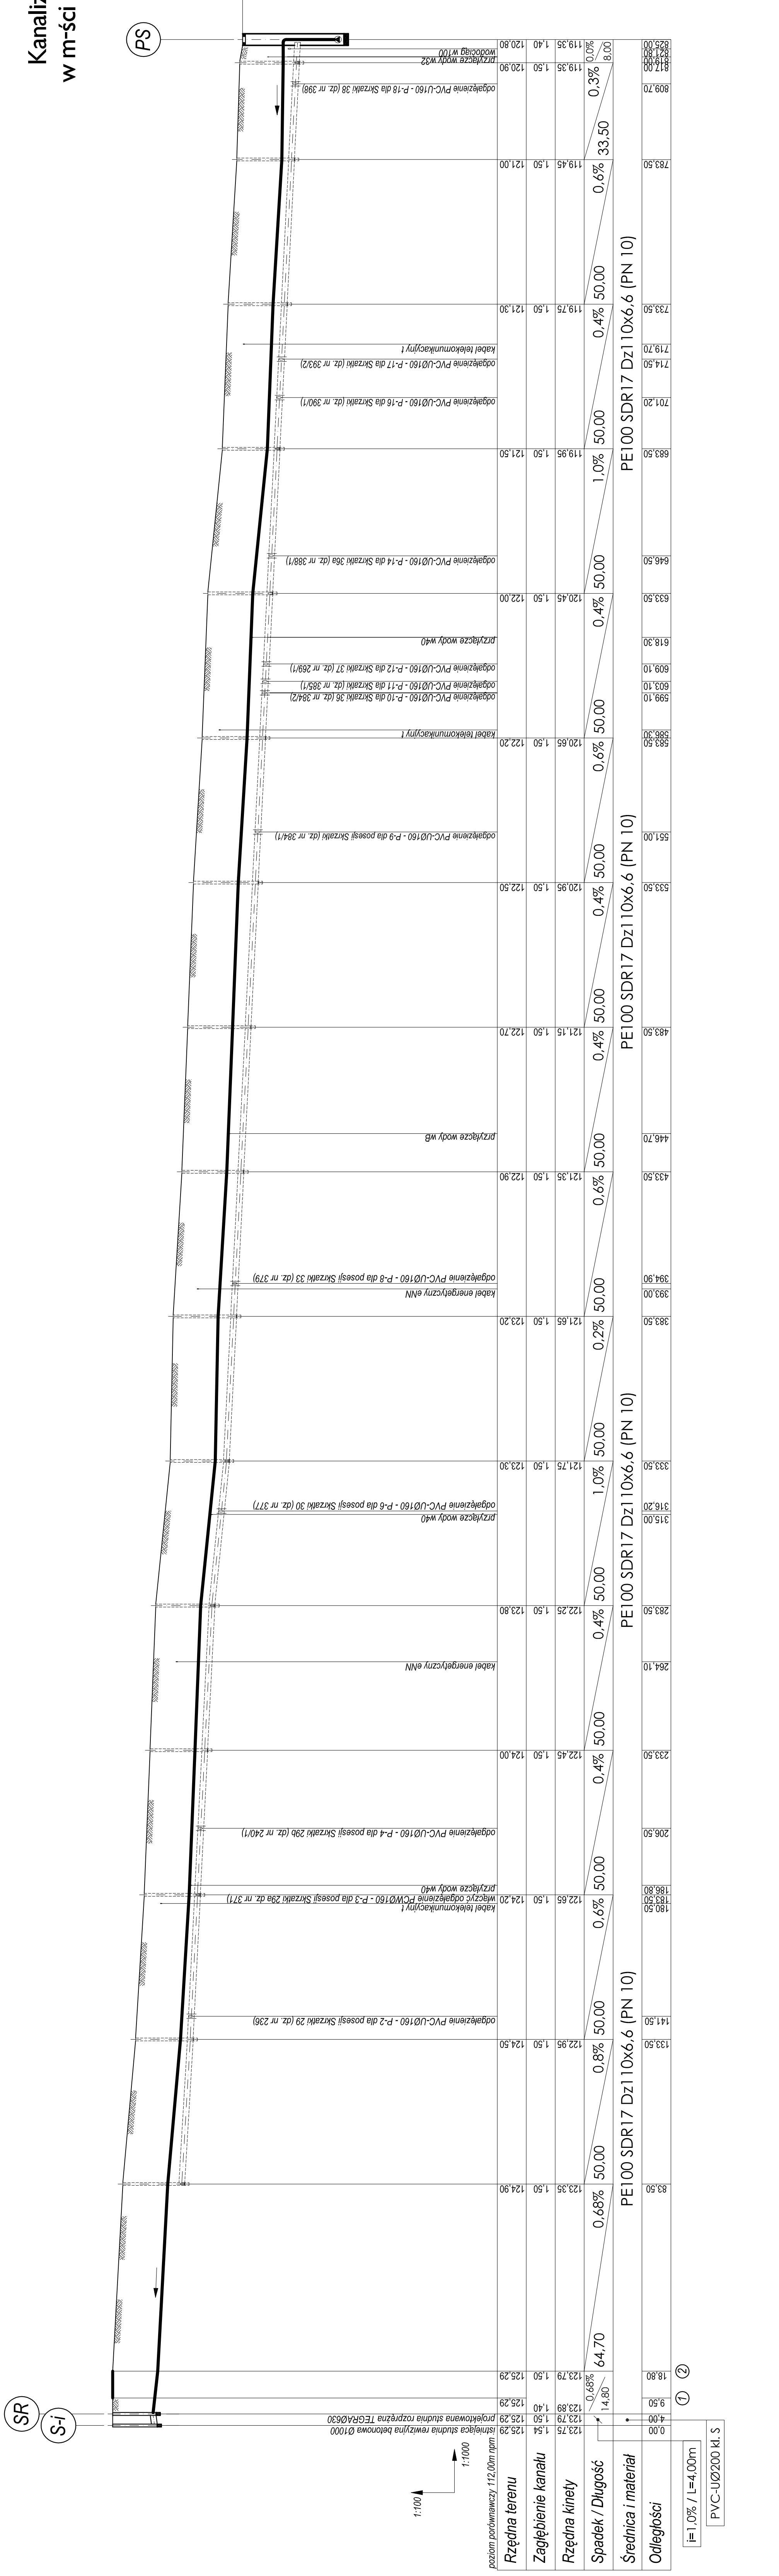 Kanaliz
w m-ści
PS
SR
S-i
1:100
1:1000
poziom porównawczy 112,00m npm
Rzędna terenu
Zagłębienie kanału
Rzędna kinety
Spadek / Długość
Średnica i materiał
Odległości
istniejąca studnia rewizyjna betonowa Ø1000
projektowana studnia rozprężna TEGRAØ630
odgałęzienie PVC-UØ160 - P-2 dla posesji Skrzatki 29 (dz. nr 236)
kabel telekomunikacyjny t
włączyć odgałęzienie PCWØ160 - P-3 dla posesji Skrzatki 29a dz. nr 371)
przyłącze wody w40
odgałęzienie PVC-UØ160 - P-4 dla posesji Skrzatki 29b (dz. nr 240/1)
kabel energetyczny eNN
przyłącze wody w40
odgałęzienie PVC-UØ160 - P-6 dla posesji Skrzatki 30 (dz. nr 377)
kabel energetyczny eNN
odgałęzienie PVC-UØ160 - P-8 dla posesji Skrzatki 33 (dz. nr 379)
przyłącze wody wB
odgałęzienie PVC-UØ160 - P-9 dla posesji Skrzatki (dz. nr 384/1)
kabel telekomunikacyjny t
odgałęzienie PVC-UØ160 - P-10 dla Skrzatki 36 (dz. nr 384/2)
odgałęzienie PVC-UØ160 - P-11 dla Skrzatki (dz. nr 385/1)
odgałęzienie PVC-UØ160 - P-12 dla Skrzatki 37 (dz. nr 269/1)
przyłącze wody w40
odgałęzienie PVC-UØ160 - P-14 dla Skrzatki 36a (dz. nr 388/1)
odgałęzienie PVC-UØ160 - P-16 dla Skrzatki (dz. nr 390/1)
odgałęzienie PVC-UØ160 - P-17 dla Skrzatki (dz. nr 393/2)
kabel telekomunikacyjny t
odgałęzienie PVC-U160 - P-18 dla Skrzatki 38 (dz. nr 398)
przyłącze wody w32
wodociąg w100
125,29 125,29 125,29 125,29 124,90 124,50 124,20 124,00 123,80 123,30 123,20 122,92 122,70 122,50 122,20 122,00 121,50 121,30 121,00 120,90 120,80
1,54 1,50 1,40 1,50 1,50 1,50 1,50 1,50 1,50 1,50 1,50 1,50 1,50 1,50 1,50 1,50 1,50 1,50 1,50 1,50 1,40
123,75 123,79 123,89 123,79 123,35 122,95 122,65 122,45 122,25 121,75 121,65 121,35 121,15 120,95 120,65 120,45 119,95 119,75 119,45 119,35 119,35
0,68% 0,68% 0,8% 0,6% 0,4% 0,4% 1,0% 0,2% 0,6% 0,4% 0,4% 0,6% 0,4% 1,0% 0,4% 0,6% 0,3% 0,0%
14,80 64,70 50,00 50,00 50,00 50,00 50,00 50,00 50,00 50,00 50,00 50,00 50,00 50,00 50,00 50,00 33,50 8,00
PE100 SDR17 Dz110x6,6 (PN 10)
PE100 SDR17 Dz110x6,6 (PN 10)
PE100 SDR17 Dz110x6,6 (PN 10)
PE100 SDR17 Dz110x6,6 (PN 10)
0,00 4,00 9,50 18,80 83,50 133,50 141,50 180,50 183,50 186,80 206,50 233,50 264,10 283,50 315,00 316,20 333,50 383,50 393,00 394,90 433,50 446,70 483,50 533,50 551,00 583,50 586,30 599,10 603,10 609,10 618,30 633,50 646,50 683,50 701,20 714,50 719,70 733,50 783,50 809,70 817,00 819,00 821,80 825,00
1
2
i=1,0% / L=4,00m
PVC-UØ200 kl. S